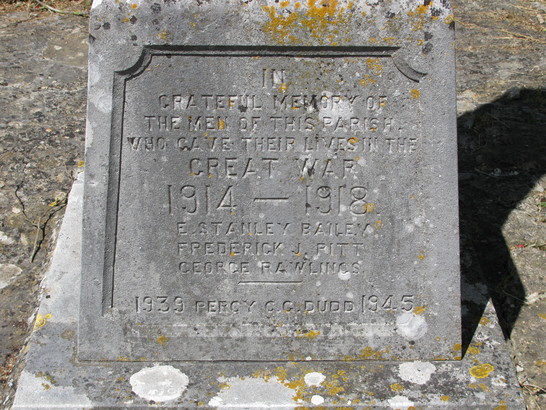 IN
GRATEFUL MEMORY OF
THE MEN OF THIS PARISH
WHO GAVE THEIR LIVES IN THE
GREAT WAR
1914 — 1918
E. STANLEY BAILEY
FREDERICK J. PITT
GEORGE RAWLINGS
1939 PERCY C. G. DUDD 1945